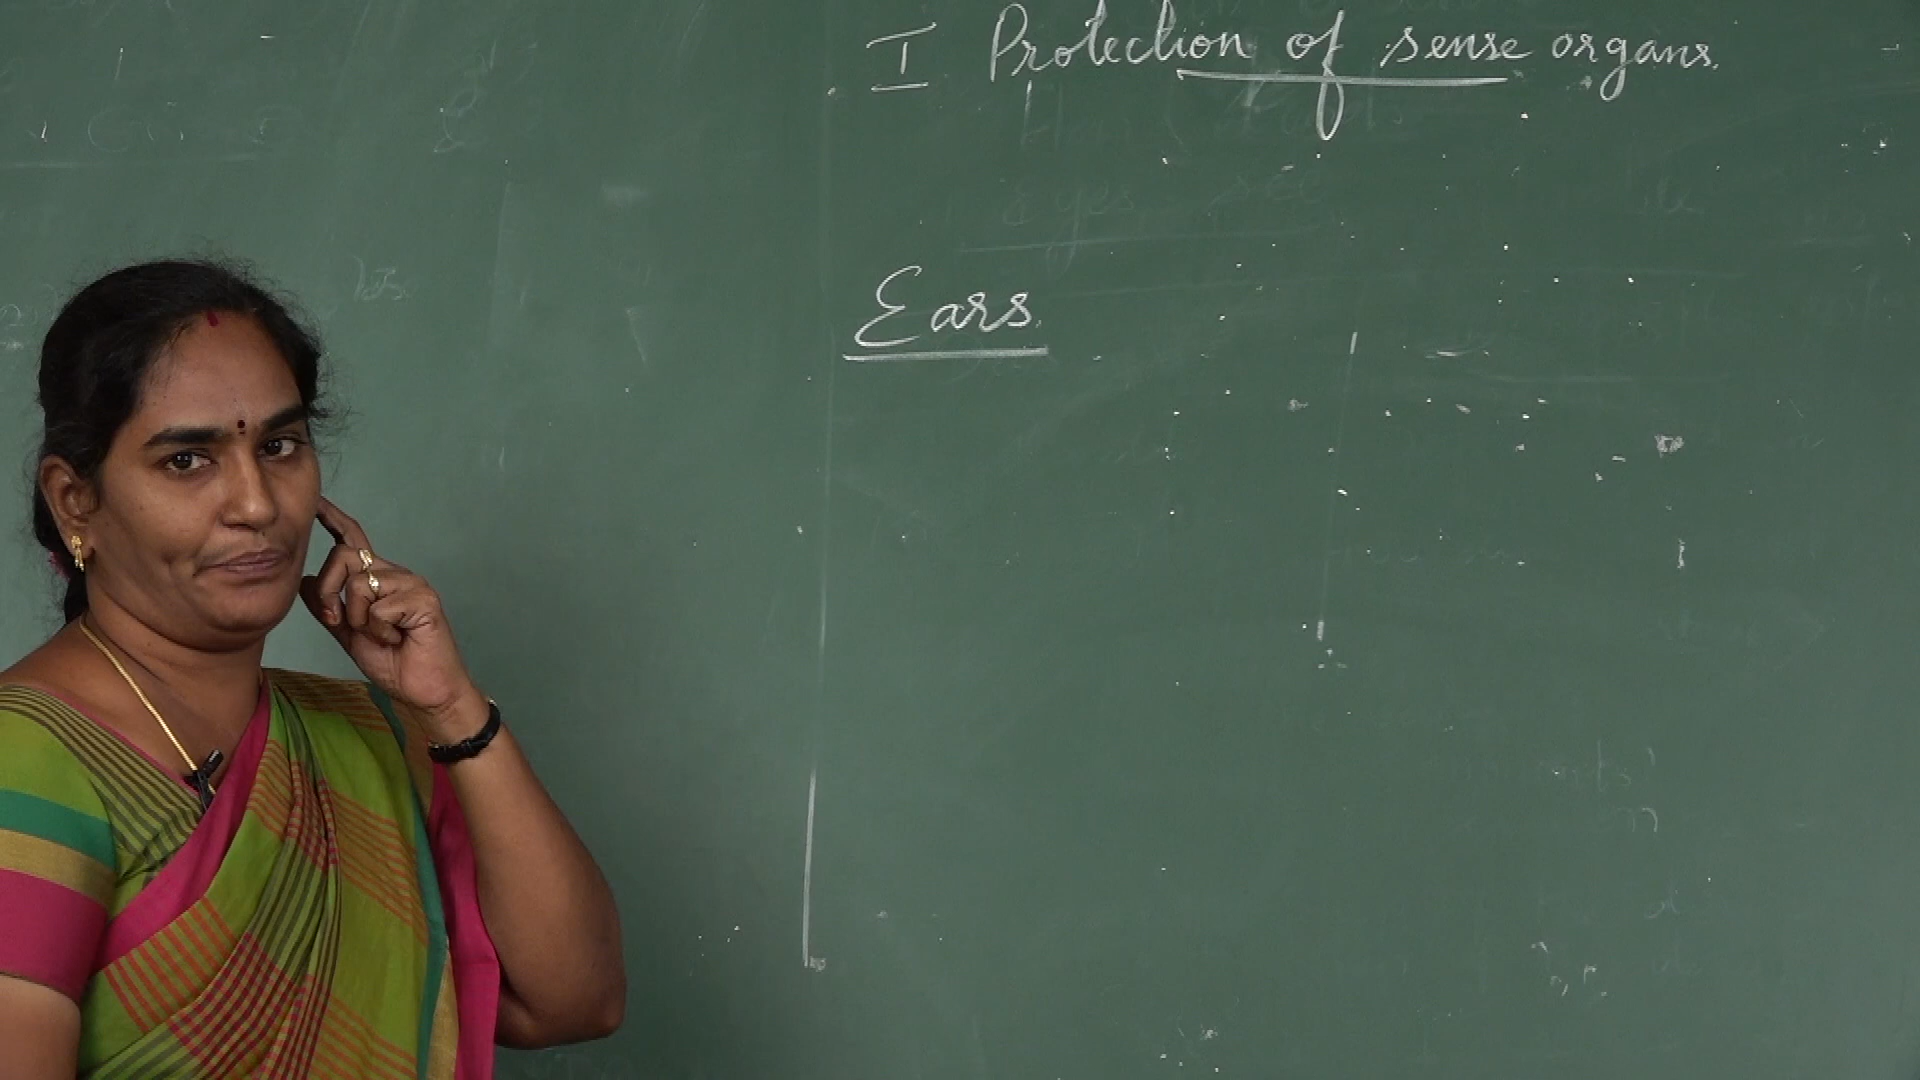 I Protection of sense organs.
Ears.